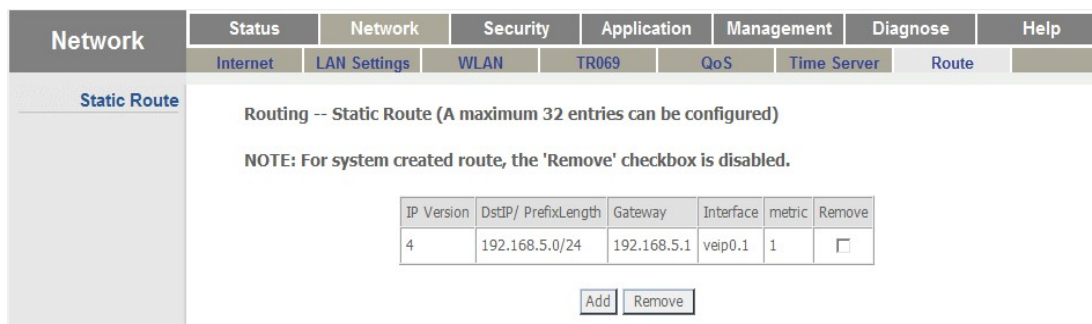 Network
Status Network Security Application Management Diagnose Help
Internet LAN Settings WLAN TR069 QoS Time Server Route
Static Route
Routing -- Static Route (A maximum 32 entries can be configured)
NOTE: For system created route, the 'Remove' checkbox is disabled.
IP Version DstIP/ PrefixLength Gateway Interface metric Remove
4 192.168.5.0/24 192.168.5.1 veip0.1 1
Add Remove